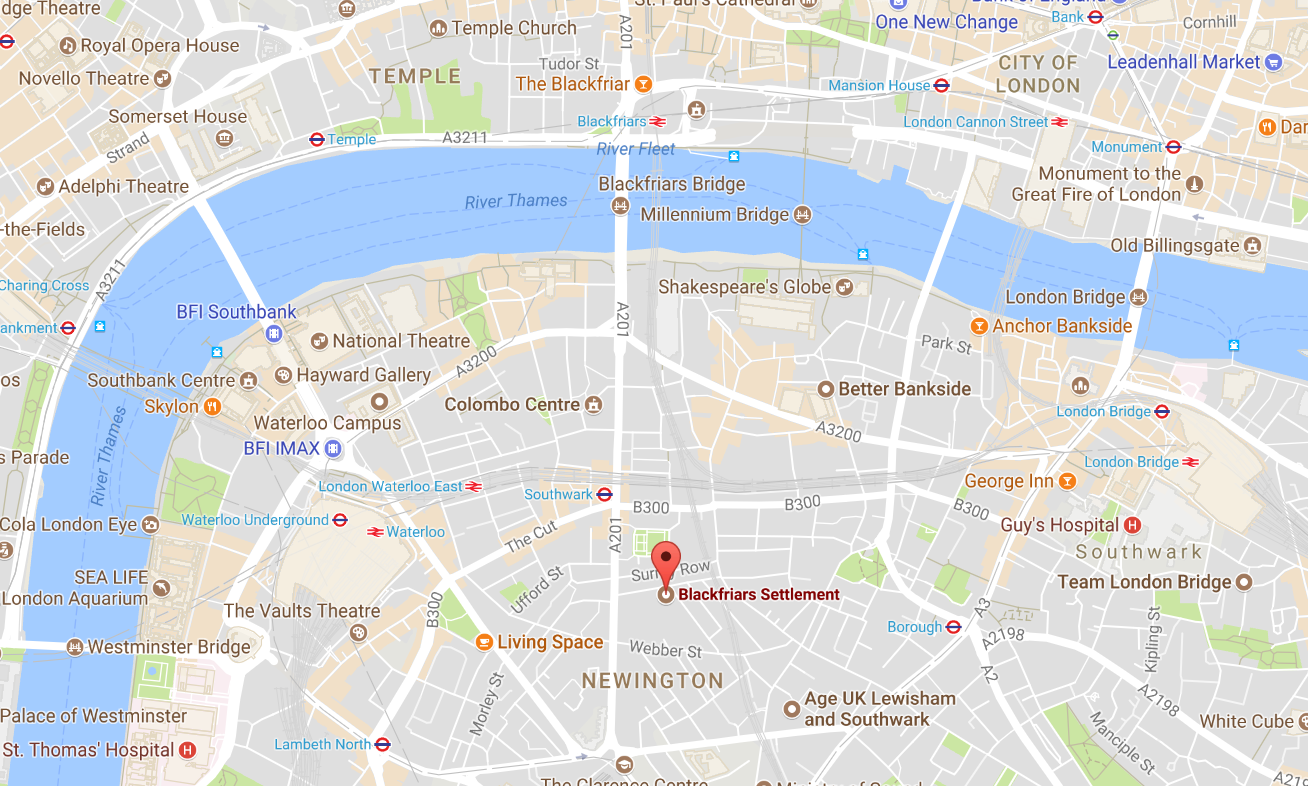 dge Theatre
Temple Church
A201
St. Paul's Cathedral
Bank of England
One New Change
Bank
Cornhill
Royal Opera House
Tudor St
CITY OF
LONDON
Leadenhall Market
Novello Theatre
TEMPLE
The Blackfriar
Mansion House
Somerset House
Blackfriars
London Cannon Street
Dar
Strand
Temple
A3211
River Fleet
Monument
Adelphi Theatre
Blackfriars Bridge
Monument to the
Great Fire of London
River Thames
Millennium Bridge
-the-Fields
Old Billingsgate
A3211
Charing Cross
Shakespeare's Globe
London Bridge
BFI Southbank
ankment
A201
Anchor Bankside
National Theatre
Park St
A3200
os
Southbank Centre
Hayward Gallery
Better Bankside
Skylon
Colombo Centre
London Bridge
Waterloo Campus
A3200
BFI IMAX
River Thames
s Parade
London Bridge
London Waterloo East
Southwark
George Inn
B300
B300
B300
Cola London Eye
Waterloo Underground
Waterloo
The Cut
A201
Guy's Hospital
Southwark
SEA LIFE
London Aquarium
Surrey Row
Ufford St
Blackfriars Settlement
Team London Bridge
The Vaults Theatre
B300
A3
Borough
A2198
Kipling St
Westminster Bridge
Living Space
Webber St
NEWINGTON
A2
Morley St
A2198
Palace of Westminster
Age UK Lewisham
and Southwark
White Cube
St. Thomas' Hospital
Lambeth North
Manciple St
The Clarence Centre
A219